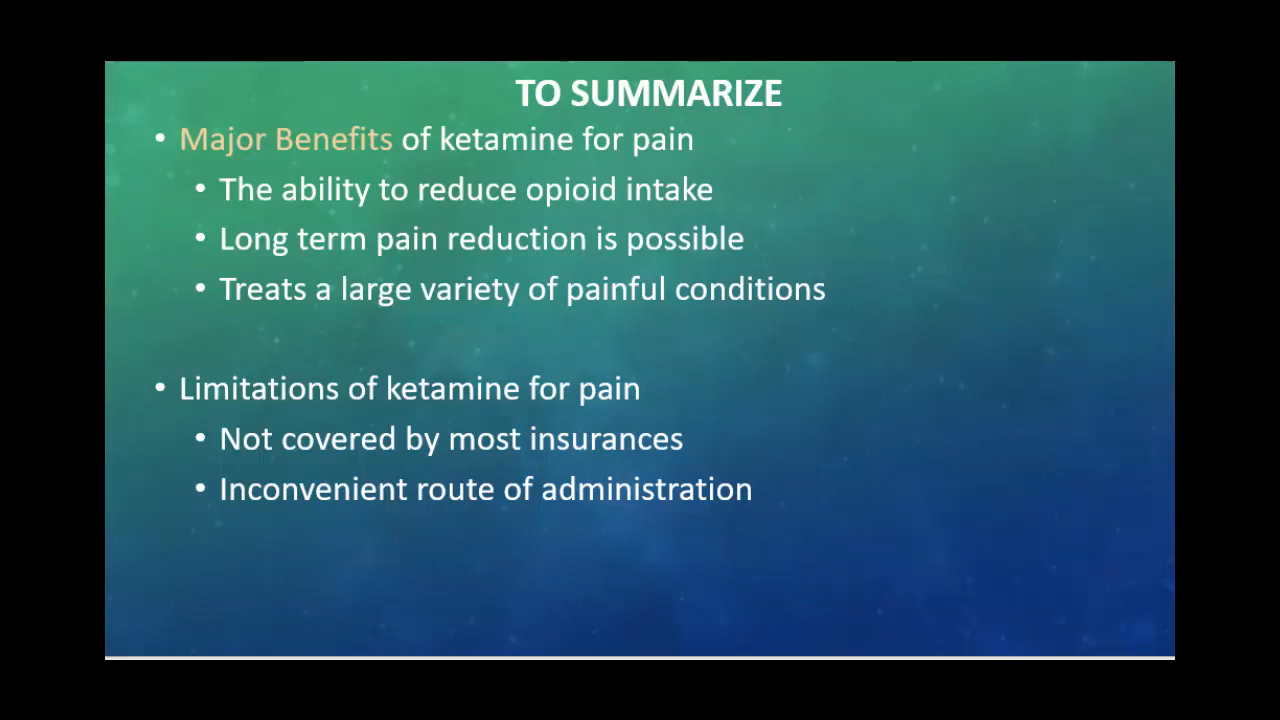 TO SUMMARIZE
• Major Benefits of ketamine for pain
• The ability to reduce opioid intake
• Long term pain reduction is possible
• Treats a large variety of painful conditions
• Limitations of ketamine for pain
• Not covered by most insurances
• Inconvenient route of administration